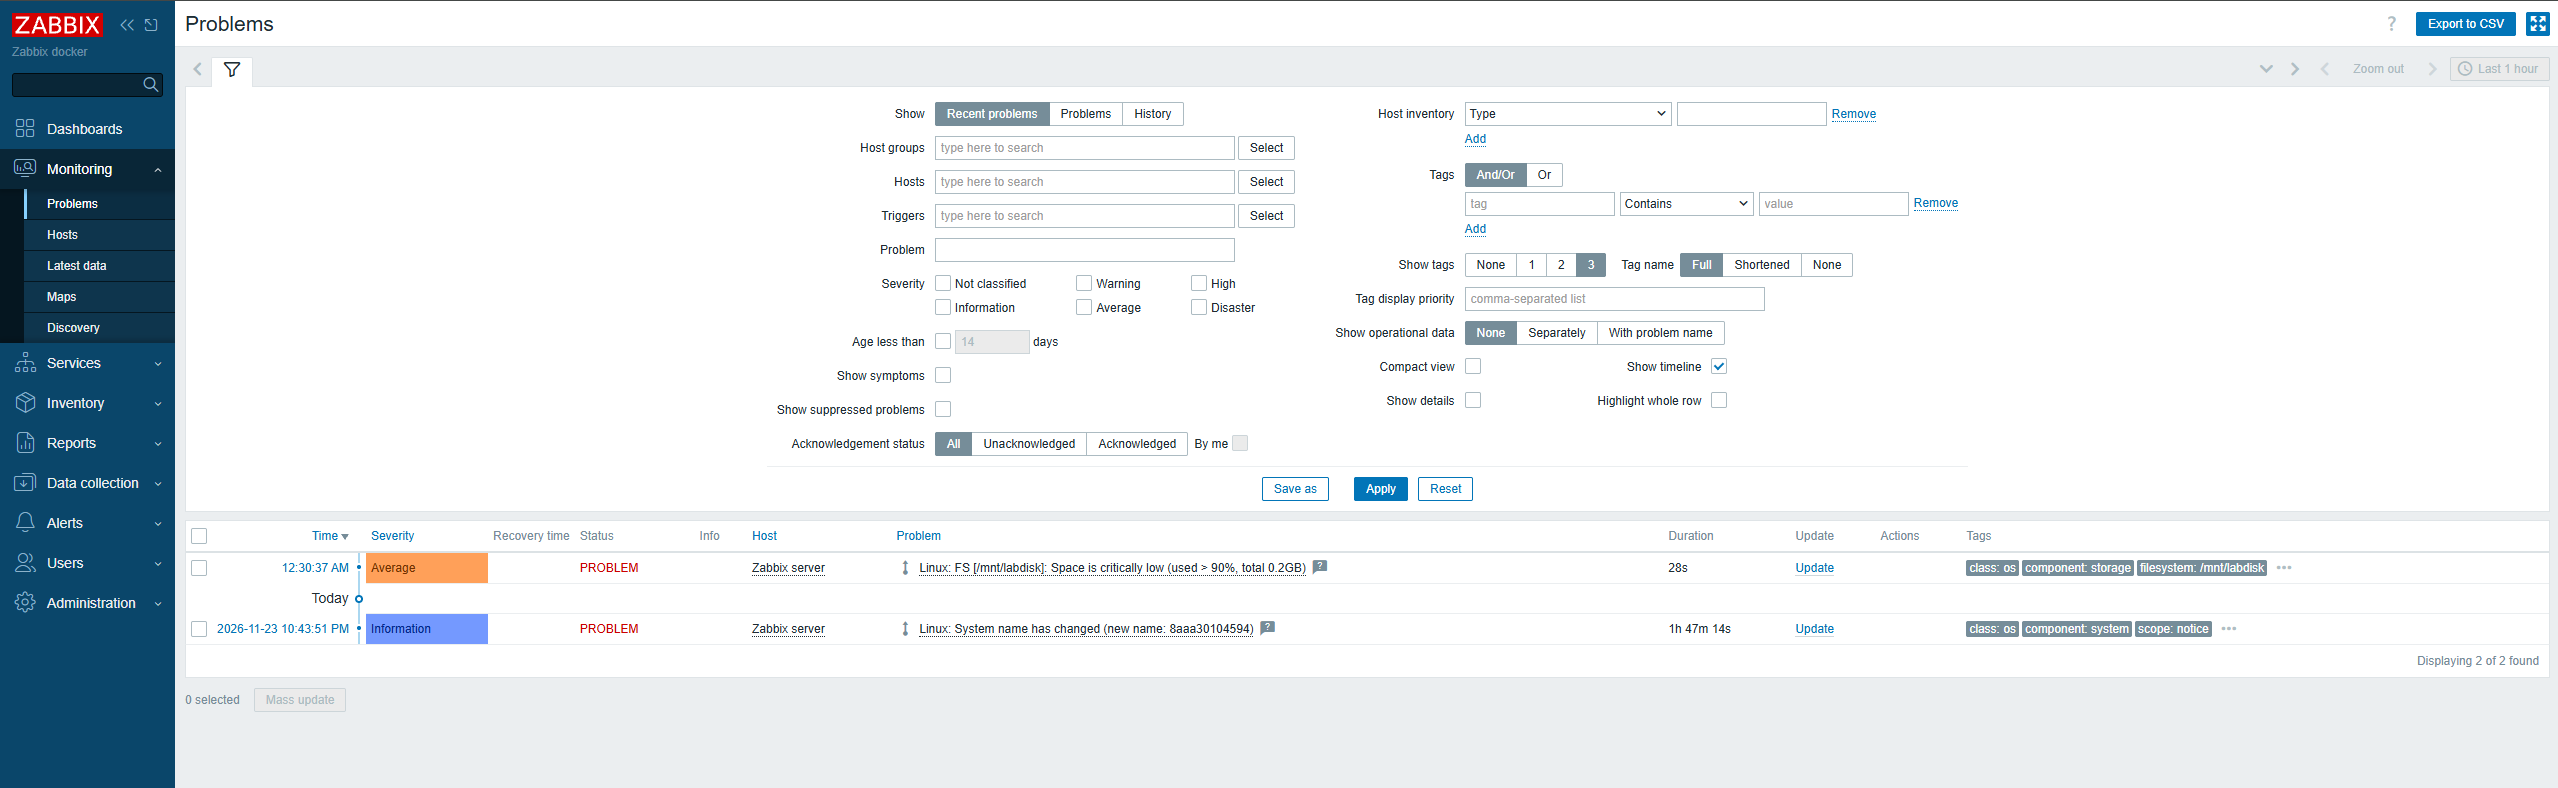 ZABBIX
Zabbix docker
Dashboards
Monitoring
Problems
Hosts
Latest data
Maps
Discovery
Services
Inventory
Reports
Data collection
Alerts
Users
Administration
Problems
? Export to CSV
Zoom out Last 1 hour
Show Recent problems Problems History
Host groups type here to search Select
Hosts type here to search Select
Triggers type here to search Select
Problem
Severity Not classified Warning High
Information Average Disaster
Age less than 14 days
Show symptoms
Show suppressed problems
Acknowledgement status All Unacknowledged Acknowledged By me
Host inventory Type Remove
Add
Tags And/Or Or
tag Contains value Remove
Add
Show tags None 1 2 3 Tag name Full Shortened None
Tag display priority comma-separated list
Show operational data None Separately With problem name
Compact view Show timeline
Show details Highlight whole row
Save as Apply Reset
Time Severity Recovery time Status Info Host Problem Duration Update Actions Tags
12:30:37 AM Average PROBLEM Zabbix server Linux: FS [/mnt/labdisk]: Space is critically low (used > 90%, total 0.2GB) ? 28s Update class: os component: storage filesystem: /mnt/labdisk •••
Today
2026-11-23 10:43:51 PM Information PROBLEM Zabbix server Linux: System name has changed (new name: 8aaa30104594) ? 1h 47m 14s Update class: os component: system scope: notice •••
Displaying 2 of 2 found
0 selected Mass update